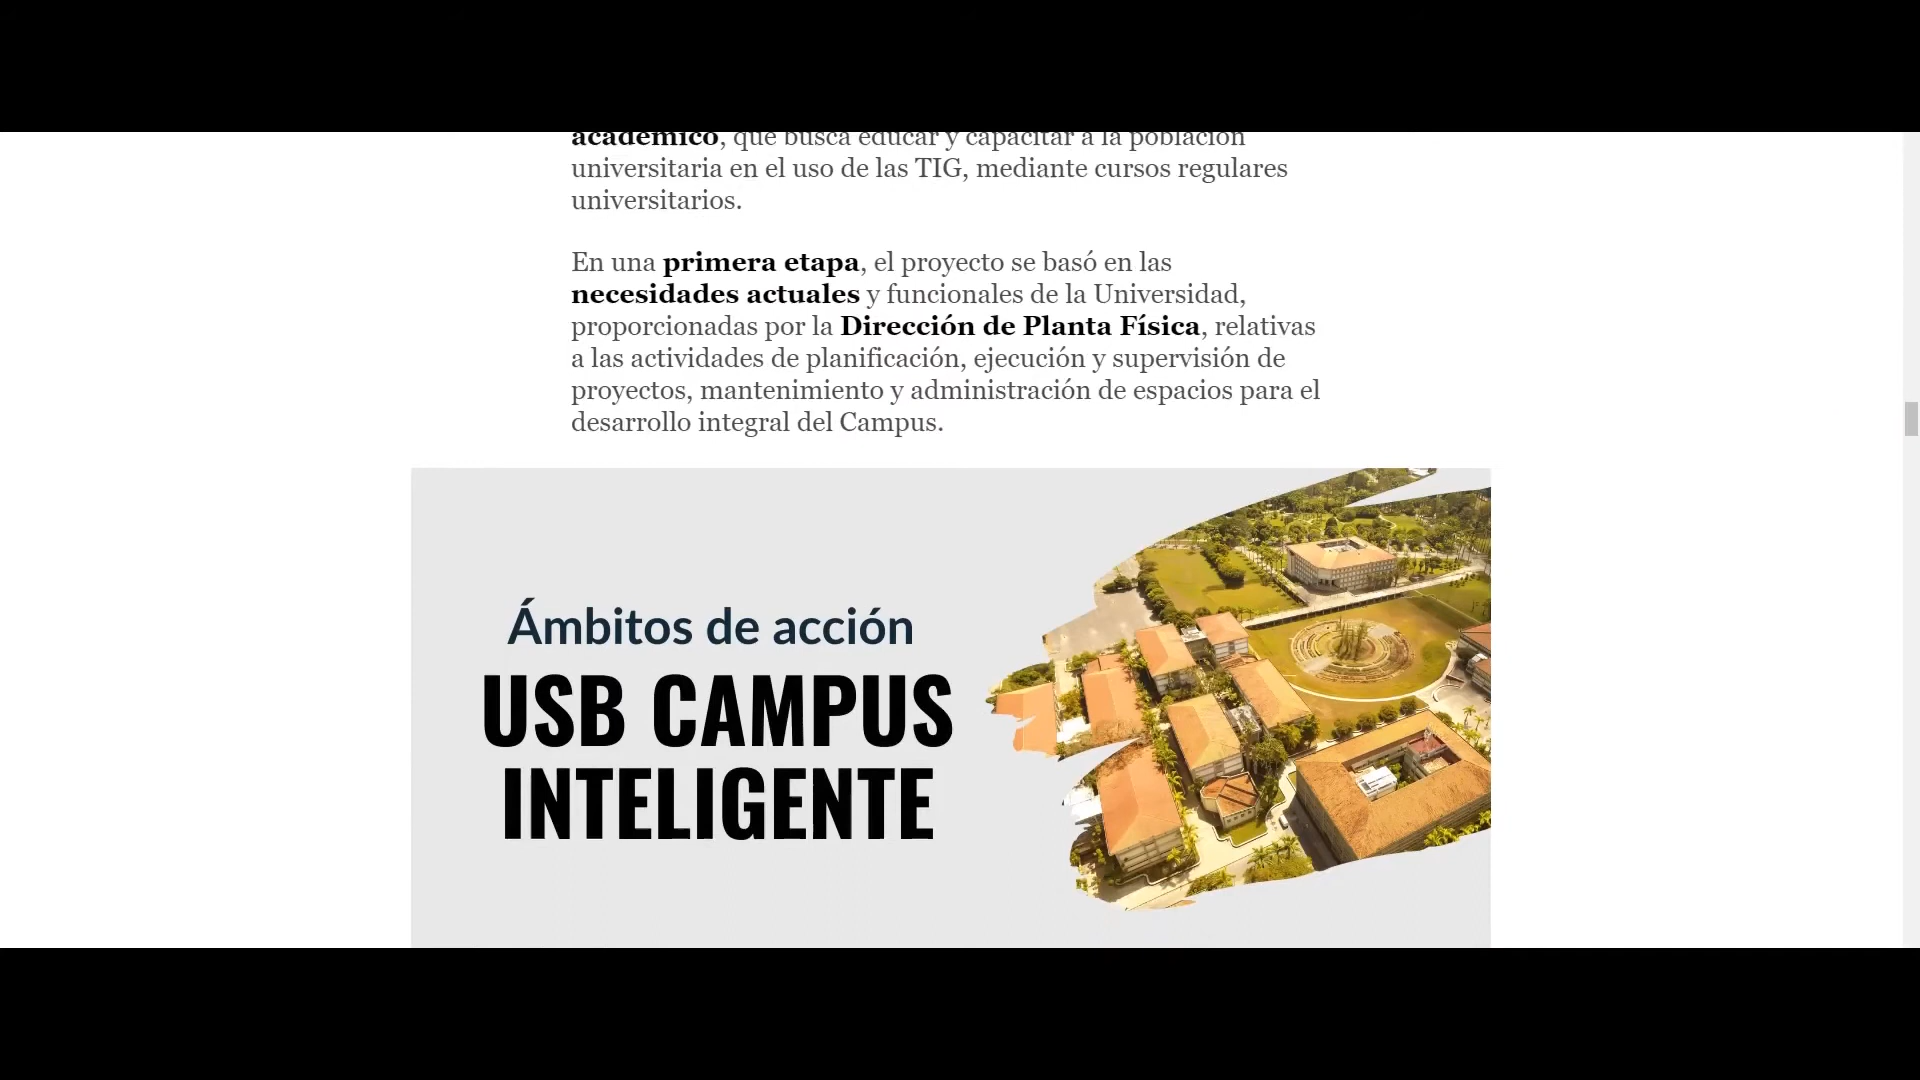 académico, que busca educar y capacitar a la población
universitaria en el uso de las TIG, mediante cursos regulares
universitarios.
En una primera etapa, el proyecto se basó en las
necesidades actuales y funcionales de la Universidad,
proporcionadas por la Dirección de Planta Física, relativas
a las actividades de planificación, ejecución y supervisión de
proyectos, mantenimiento y administración de espacios para el
desarrollo integral del Campus.
Ámbitos de acción
USB CAMPUS
INTELIGENTE